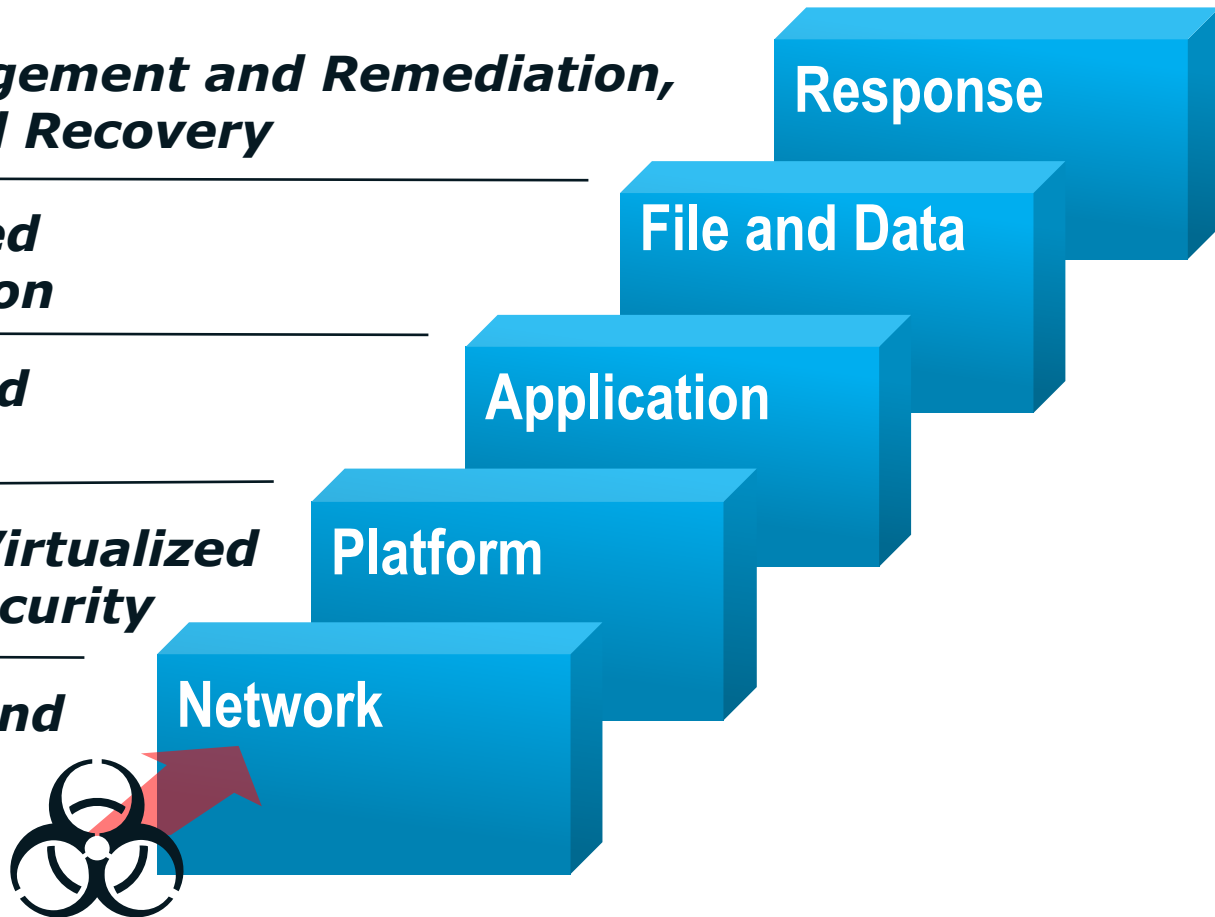 gement and Remediation,
Recovery
Response
ed
on
File and Data
Application
Virtualized
curity
Platform
nd
Network